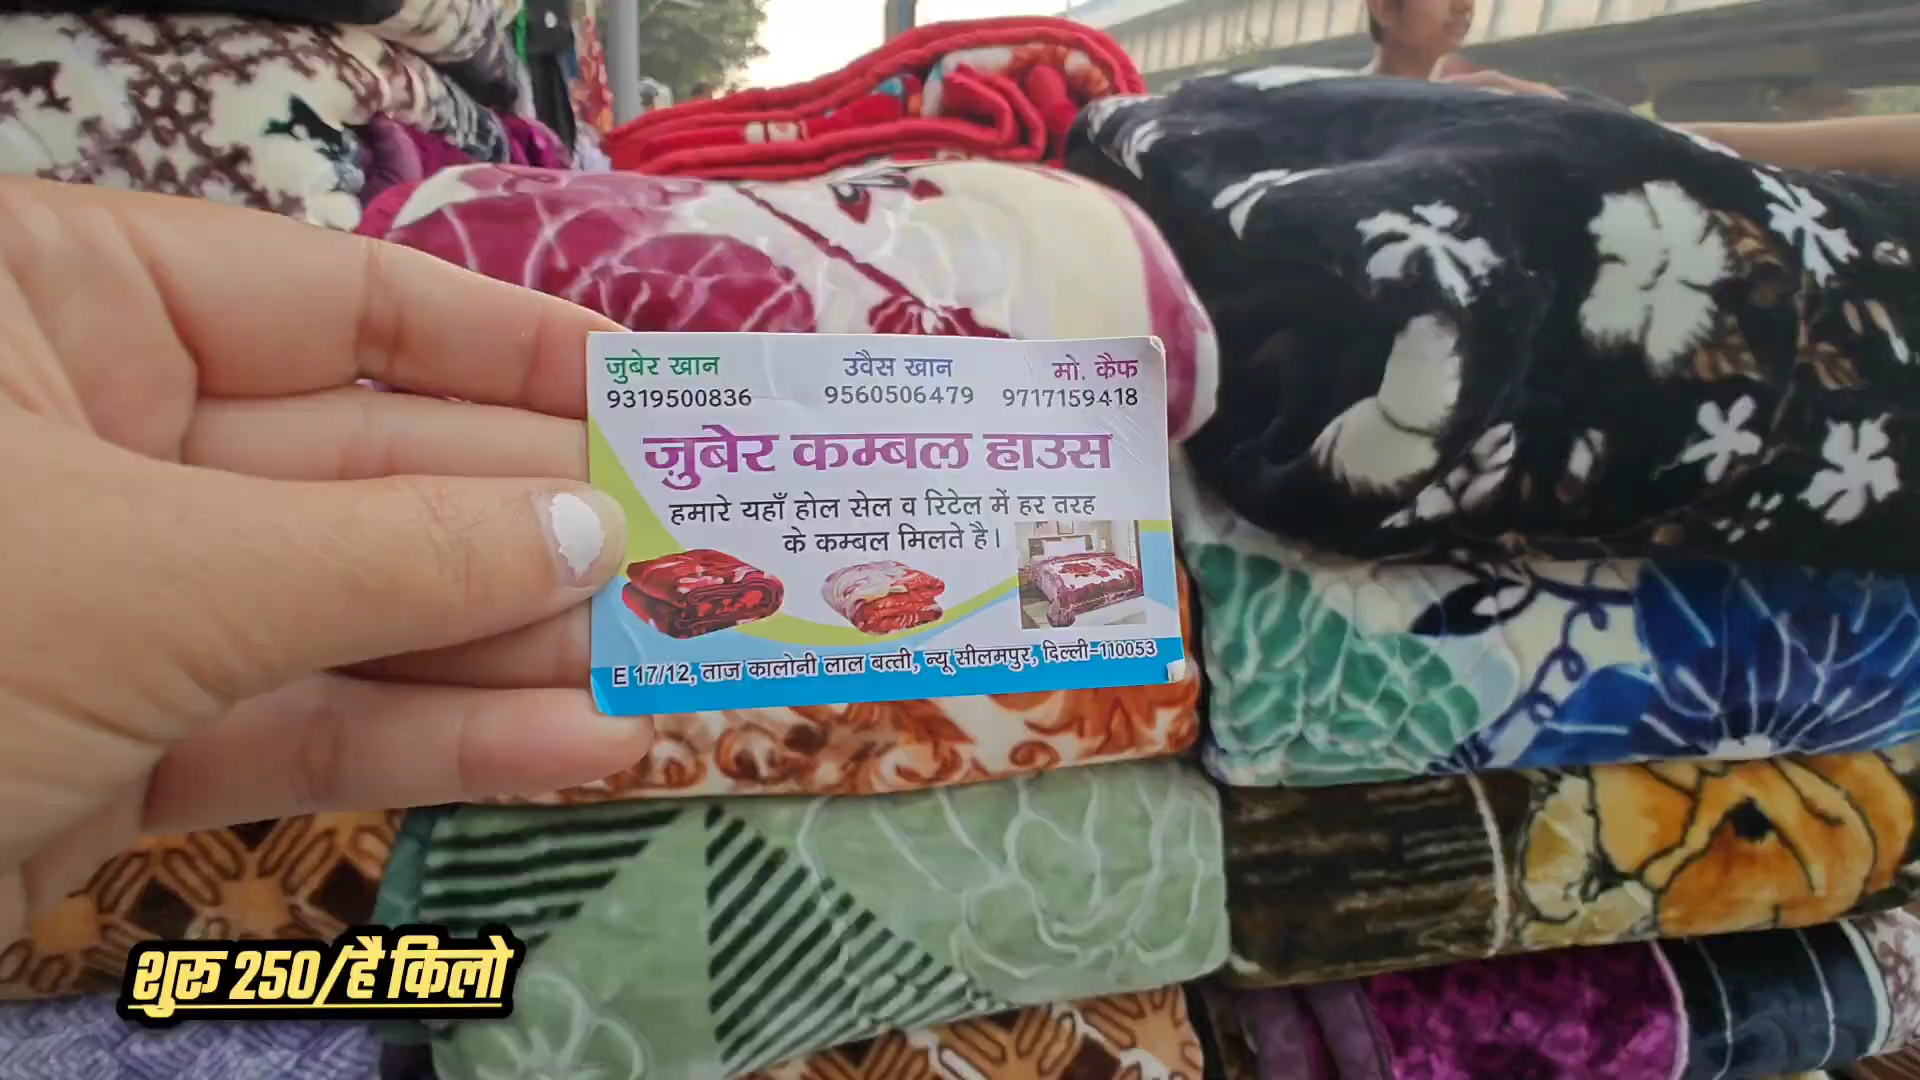 जुबेर खान
9319500836
उवैस खान
9560506479
मो. कैफ
9717159418
ज़ुबेर कम्बल हाउस
हमारे यहाँ होल सेल व रिटेल में हर तरह
के कम्बल मिलते है।
E 17/12, ताज कालोनी लाल बत्ती, न्यू सीलमपुर, दिल्ली-110053
शुरू 250/है किलो